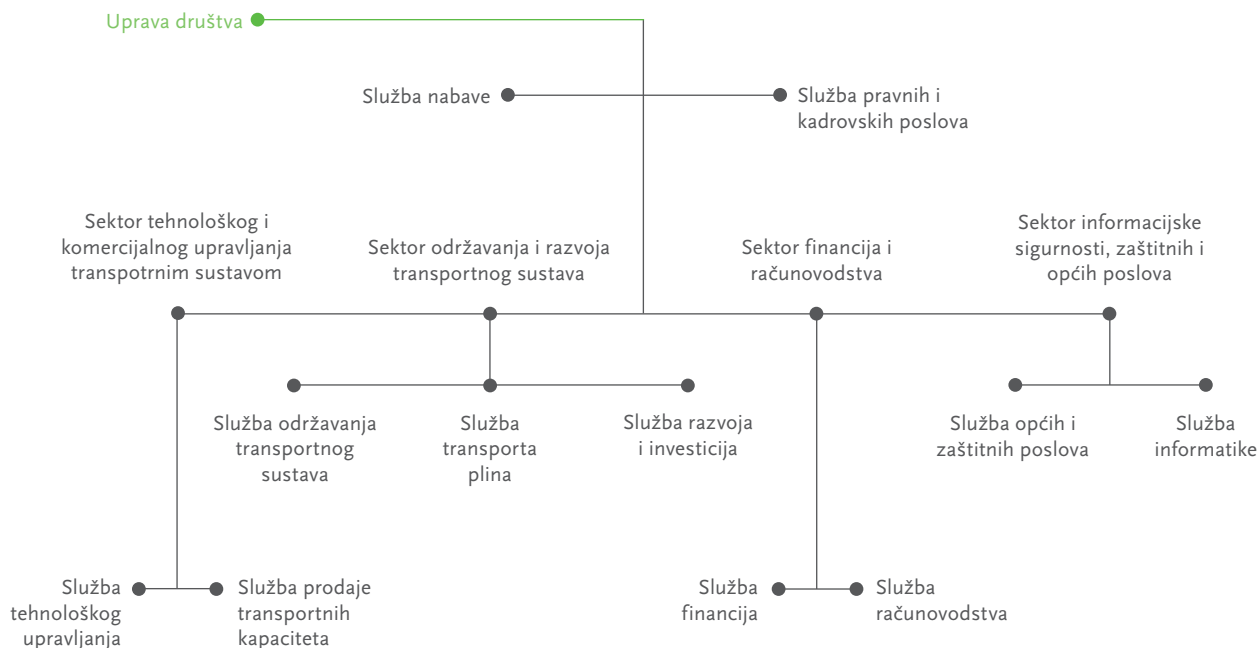 Uprava društva
Služba nabave
Služba pravnih i
kadrovskih poslova
Sektor tehnološkog i
komercijalnog upravljanja
transpotrnim sustavom
Sektor održavanja i razvoja
transportnog sustava
Sektor financija i
računovodstva
Sektor informacijske
sigurnosti, zaštitnih i
općih poslova
Služba održavanja
transportnog
sustava
Služba
transporta
plina
Služba razvoja
i investicija
Služba općih i
zaštitnih poslova
Služba
informatike
Služba
tehnološkog
upravljanja
Služba prodaje
transportnih
kapaciteta
Služba
financija
Služba
računovodstva